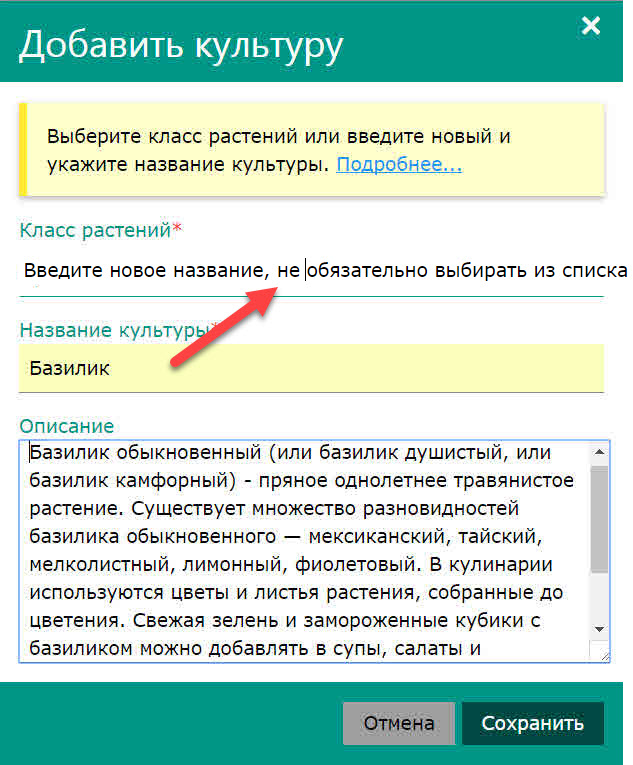 Добавить культуру
Выберите класс растений или введите новый и
укажите название культуры. Подробнее...
Класс растений*
Введите новое название, не обязательно выбирать из списка
Название культуры*
Базилик
Описание
Базилик обыкновенный (или базилик душистый, или
базилик камфорный) - пряное однолетнее травянистое
растение. Существует множество разновидностей
базилика обыкновенного — мексиканский, тайский,
мелколистный, лимонный, фиолетовый. В кулинарии
используются цветы и листья растения, собранные до
цветения. Свежая зелень и замороженные кубики с
базиликом можно добавлять в супы, салаты и
Отмена
Сохранить